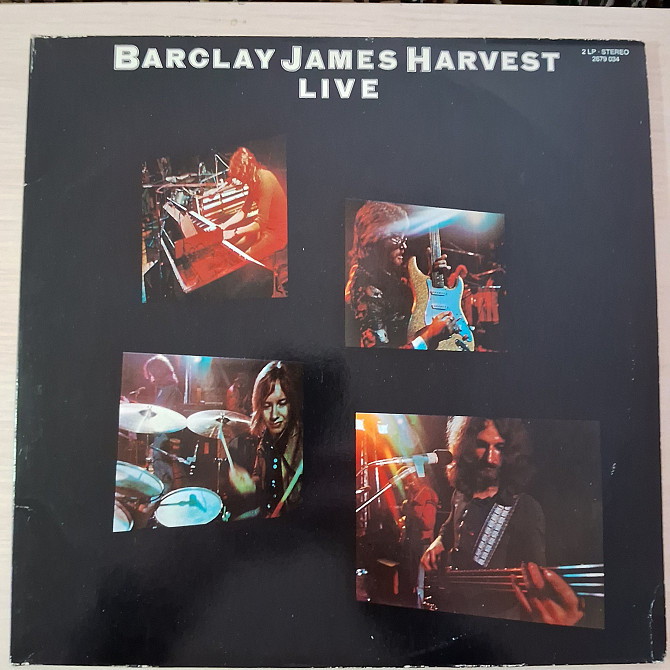 BARCLAY JAMES HARVEST
LIVE
2 LP · STEREO
2679 034